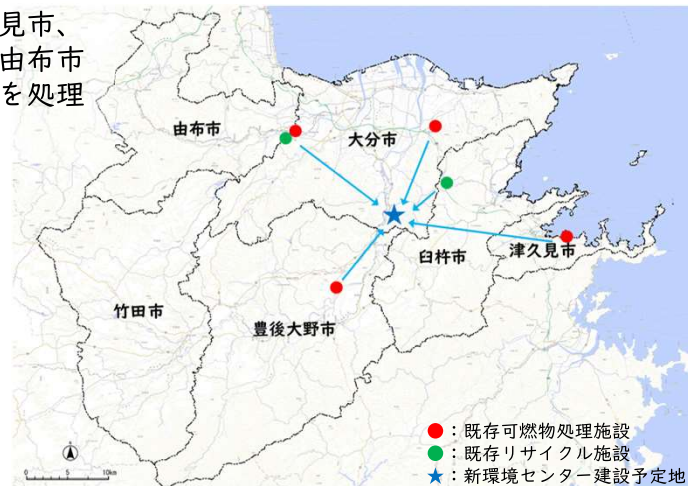 見市、
由布市
を処理
由布市
大分市
臼杵市
津久見市
竹田市
豊後大野市
●：既存可燃物処理施設
●：既存リサイクル施設
★：新環境センター建設予定地
0 5 10km